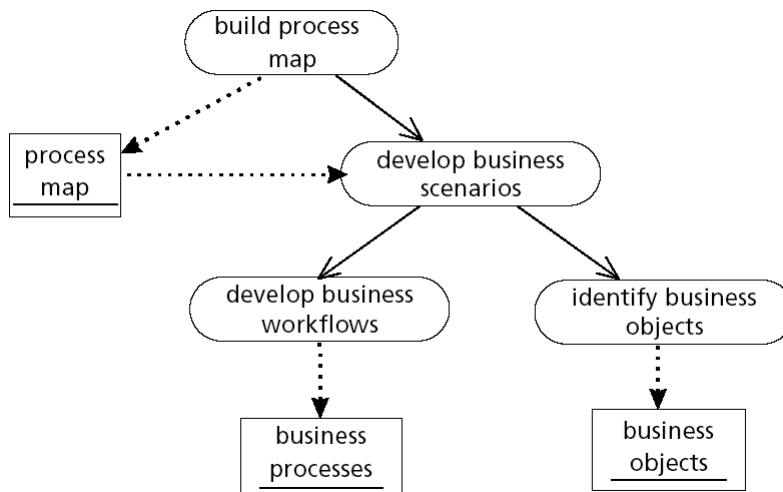 build process
map
process
map
develop business
scenarios
develop business
workflows
identify business
objects
business
processes
business
objects